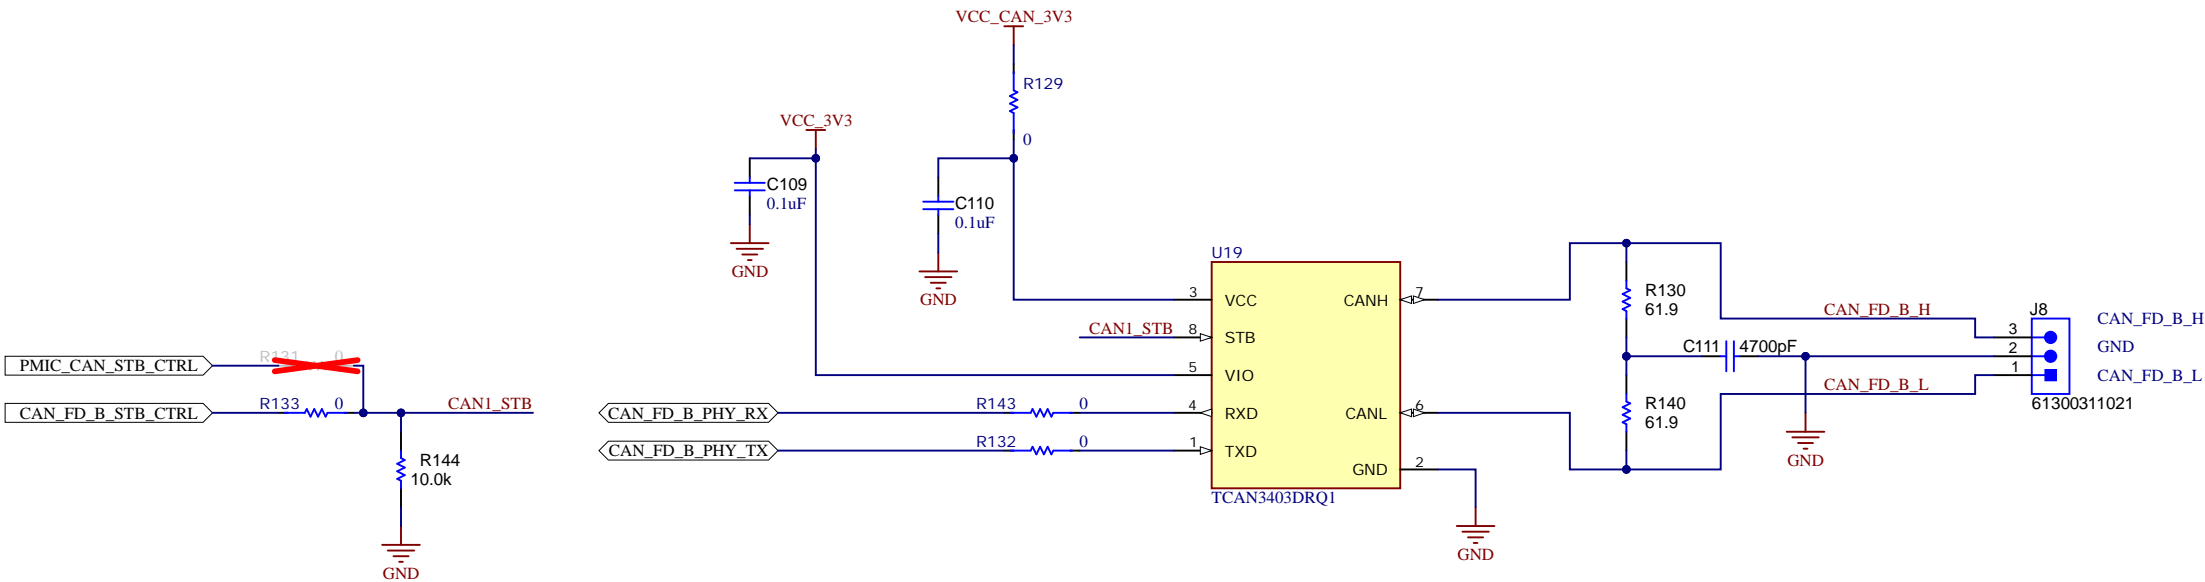 VCC_CAN_3V3
R129
0
VCC_3V3
C109
0.1uF
GND
C110
0.1uF
GND
U19
3 VCC CANH 7
CAN1_STB 8 STB
5 VIO
4 RXD CANL 6
1 TXD
GND 2
TCAN3403DRQ1
GND
R130
61.9
C111 4700pF
R140
61.9
GND
CAN_FD_B_H
CAN_FD_B_L
J8
3 CAN_FD_B_H
2 GND
1 CAN_FD_B_L
61300311021
PMIC_CAN_STB_CTRL R131 0
CAN_FD_B_STB_CTRL R133 0 CAN1_STB
R144
10.0k
GND
CAN_FD_B_PHY_RX R143 0
CAN_FD_B_PHY_TX R132 0